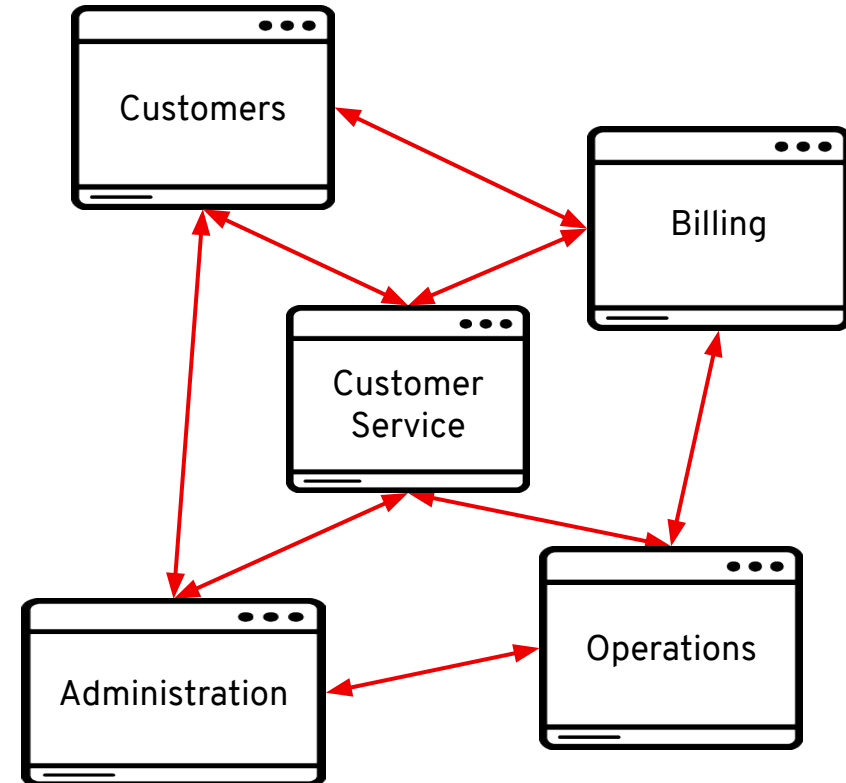 Customers
Billing
Customer
Service
Operations
Administration